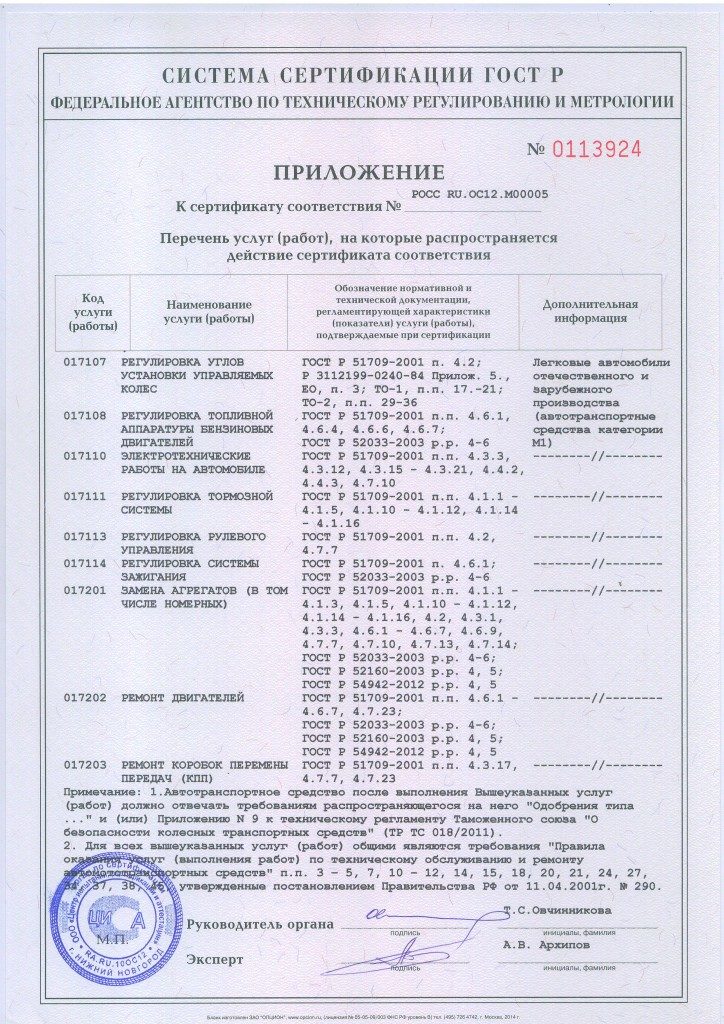 СИСТЕМА СЕРТИФИКАЦИИ ГОСТ Р
ФЕДЕРАЛЬНОЕ АГЕНТСТВО ПО ТЕХНИЧЕСКОМУ РЕГУЛИРОВАНИЮ И МЕТРОЛОГИИ
№ 0113924
ПРИЛОЖЕНИЕ
К сертификату соответствия № РОСС RU.OC12.M00005
Перечень услуг (работ), на которые распространяется
действие сертификата соответствия
Код
услуги
(работы)
Наименование
услуги (работы)
Обозначение нормативной и
технической документации,
регламентирующей характеристики
(показатели) услуги (работы),
подтверждаемые при сертификации
Дополнительная
информация
017107 РЕГУЛИРОВКА УГЛОВ ГОСТ Р 51709-2001 п. 4.2; Легковые автомобили
УСТАНОВКИ УПРАВЛЯЕМЫХ Р 3112199-0240-84 Прилож. 5., отечественного и
КОЛЕС ЕО, п. 3; ТО-1, п.п. 17.-21; зарубежного
ТО-2, п.п. 29-36 производства
017108 РЕГУЛИРОВКА ТОПЛИВНОЙ ГОСТ Р 51709-2001 п.п. 4.6.1, (автотранспортные
АППАРАТУРЫ БЕНЗИНОВЫХ 4.6.4, 4.6.6, 4.6.7; средства категории
ДВИГАТЕЛЕЙ ГОСТ Р 52033-2003 р.р. 4-6 М1)
017110 ЭЛЕКТРОТЕХНИЧЕСКИЕ ГОСТ Р 51709-2001 п.п. 4.3.3, --------//--------
РАБОТЫ НА АВТОМОБИЛЕ 4.3.12, 4.3.15 - 4.3.21, 4.4.2,
4.4.3, 4.7.10
017111 РЕГУЛИРОВКА ТОРМОЗНОЙ ГОСТ Р 51709-2001 п.п. 4.1.1 - --------//--------
СИСТЕМЫ 4.1.5, 4.1.10 - 4.1.12, 4.1.14
- 4.1.16
017113 РЕГУЛИРОВКА РУЛЕВОГО ГОСТ Р 51709-2001 п.п. 4.2, --------//--------
УПРАВЛЕНИЯ 4.7.7
017114 РЕГУЛИРОВКА СИСТЕМЫ ГОСТ Р 51709-2001 п. 4.6.1; --------//--------
ЗАЖИГАНИЯ ГОСТ Р 52033-2003 р.р. 4-6
017201 ЗАМЕНА АГРЕГАТОВ (В ТОМ ГОСТ Р 51709-2001 п.п. 4.1.1 - --------//--------
ЧИСЛЕ НОМЕРНЫХ) 4.1.3, 4.1.5, 4.1.10 - 4.1.12,
4.1.14 - 4.1.16, 4.2, 4.3.1,
4.3.3, 4.6.1 - 4.6.7, 4.6.9,
4.7.7, 4.7.10, 4.7.13, 4.7.14;
ГОСТ Р 52033-2003 р.р. 4-6;
ГОСТ Р 52160-2003 р.р. 4, 5;
ГОСТ Р 54942-2012 р.р. 4, 5
017202 РЕМОНТ ДВИГАТЕЛЕЙ ГОСТ Р 51709-2001 п.п. 4.6.1 - --------//--------
4.6.7, 4.7.23;
ГОСТ Р 52033-2003 р.р. 4-6;
ГОСТ Р 52160-2003 р.р. 4, 5;
ГОСТ Р 54942-2012 р.р. 4, 5
017203 РЕМОНТ КОРОБОК ПЕРЕМЕНЫ ГОСТ Р 51709-2001 п.п. 4.3.17, --------//--------
ПЕРЕДАЧ (КПП) 4.7.7, 4.7.23
Примечание: 1.Автотранспортное средство после выполнения Вышеуказанных услуг
(работ) должно отвечать требованиям распространяющегося на него "Одобрения типа
..." и (или) Приложению N 9 к техническому регламенту Таможенного союза "О
безопасности колесных транспортных средств" (ТР ТС 018/2011).
2. Для всех вышеуказанных услуг (работ) общими являются требования "Правила
оказания услуг (выполнения работ) по техническому обслуживанию и ремонту
автомототранспортных средств" п.п. 3 - 5, 7, 10 - 12, 14, 15, 18, 20, 21, 24, 27,
37, 38, утвержденные постановлением Правительства РФ от 11.04.2001г. № 290.
Т.С.Овчинникова
Руководитель органа
подпись инициалы, фамилия
А.В. Архипов
Эксперт
подпись инициалы, фамилия
ЦИСА
М.П.
RA.RU.10OC12
г. НИЖНИЙ НОВГОРОД
Бланк изготовлен ЗАО "ОПЦИОН", www.opcion.ru, (лицензия № 05-05-09/003 ФНС РФ уровень В) тел. (495) 726 4742, г. Москва, 2014 г.